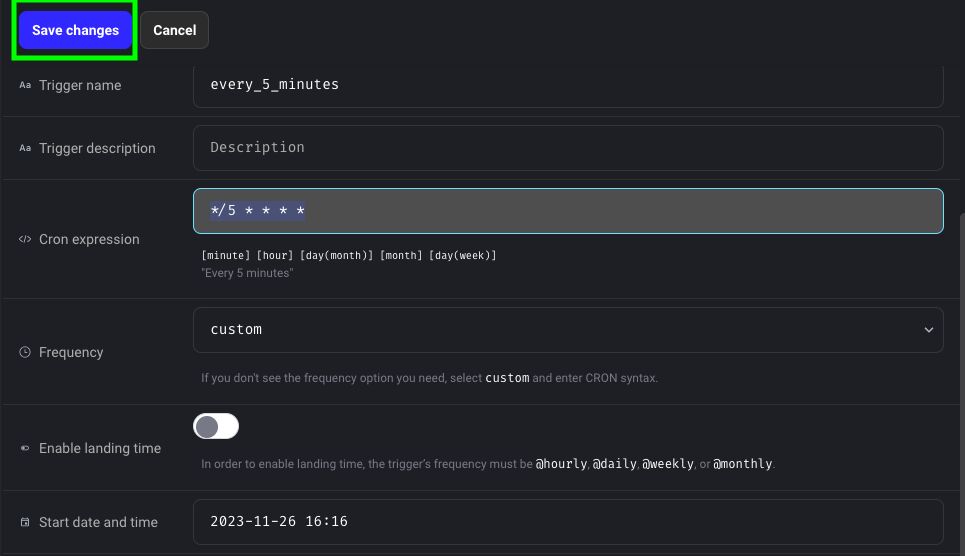 Save changes
Cancel
Aa Trigger name
every_5_minutes
Aa Trigger description
Description
</> Cron expression
*/5 * * * *
[minute] [hour] [day(month)] [month] [day(week)]
"Every 5 minutes"
Frequency
custom
If you don't see the frequency option you need, select custom and enter CRON syntax.
Enable landing time
In order to enable landing time, the trigger's frequency must be @hourly, @daily, @weekly, or @monthly.
Start date and time
2023-11-26 16:16